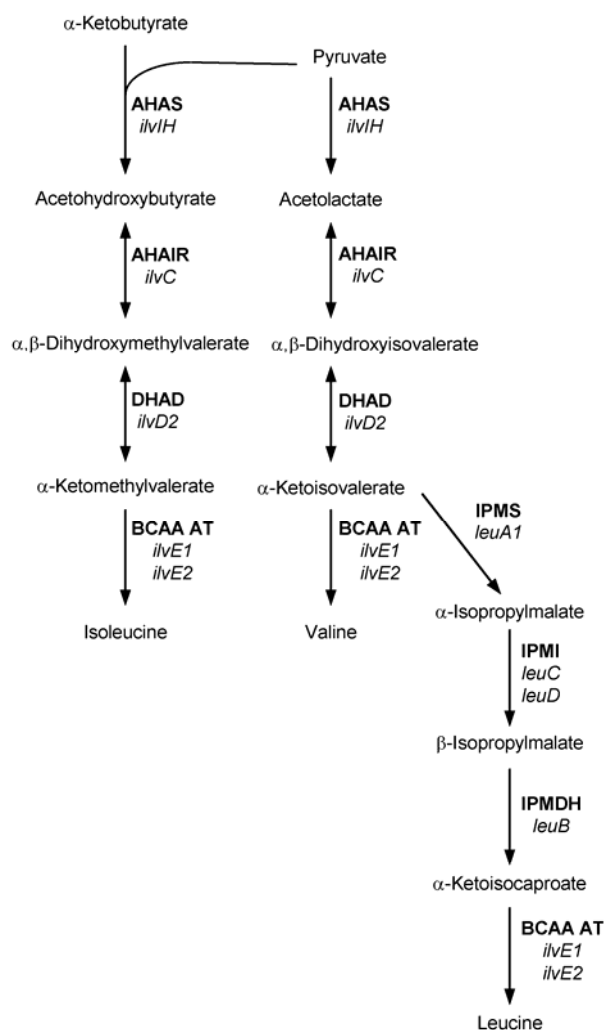 α-Ketobutyrate
Pyruvate
AHAS
ilvIH
AHAS
ilvIH
Acetohydroxybutyrate
Acetolactate
AHAIR
ilvC
AHAIR
ilvC
α,β-Dihydroxymethylvalerate
α,β-Dihydroxyisovalerate
DHAD
ilvD2
DHAD
ilvD2
α-Ketomethylvalerate
α-Ketoisovalerate
BCAA AT
ilvE1
ilvE2
BCAA AT
ilvE1
ilvE2
IPMS
leuA1
Isoleucine
Valine
α-Isopropylmalate
IPMI
leuC
leuD
β-Isopropylmalate
IPMDH
leuB
α-Ketoisocaproate
BCAA AT
ilvE1
ilvE2
Leucine